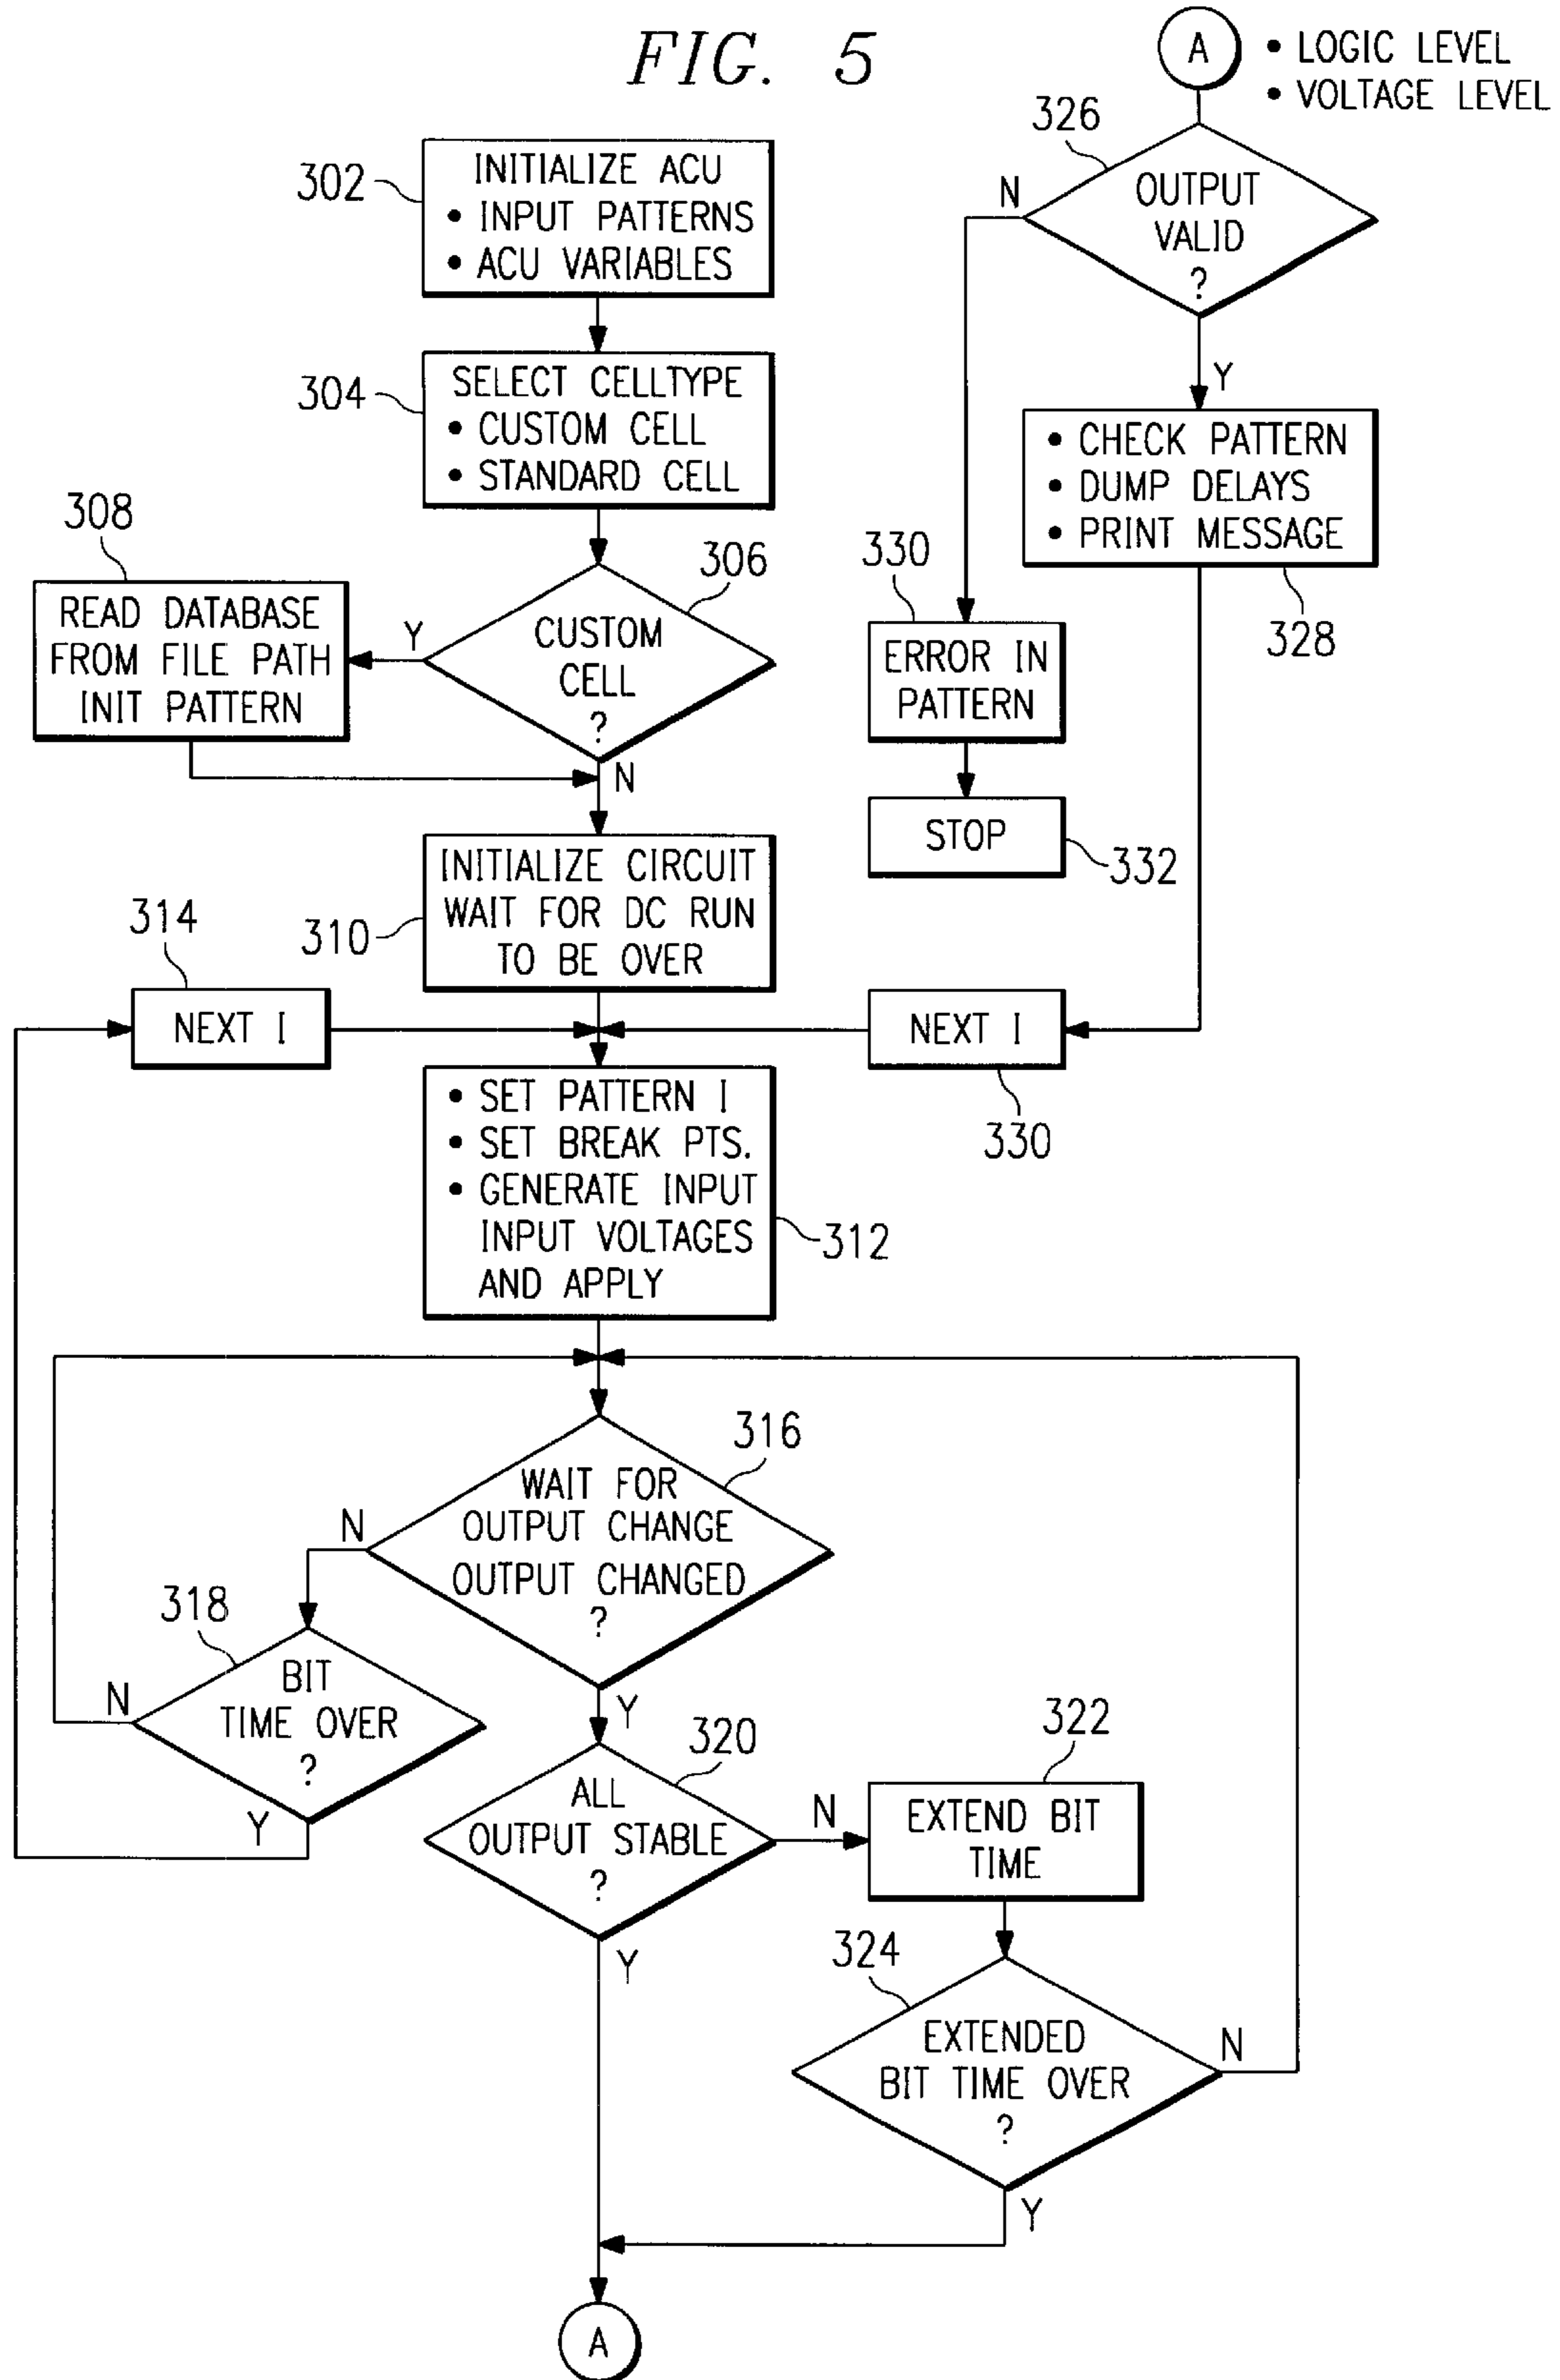 FIG. 5
A
• LOGIC LEVEL
• VOLTAGE LEVEL
302
INITIALIZE ACU
• INPUT PATTERNS
• ACU VARIABLES
304
SELECT CELLTYPE
• CUSTOM CELL
• STANDARD CELL
306
CUSTOM
CELL
?
Y
N
308
READ DATABASE
FROM FILE PATH
INIT PATTERN
310
INITIALIZE CIRCUIT
WAIT FOR DC RUN
TO BE OVER
314
NEXT I
312
• SET PATTERN I
• SET BREAK PTS.
• GENERATE INPUT
INPUT VOLTAGES
AND APPLY
316
WAIT FOR
OUTPUT CHANGE
OUTPUT CHANGED
?
N
Y
318
BIT
TIME OVER
?
N
Y
320
ALL
OUTPUT STABLE
?
N
Y
322
EXTEND BIT
TIME
324
EXTENDED
BIT TIME OVER
?
N
Y
A
326
OUTPUT
VALID
?
N
Y
• CHECK PATTERN
• DUMP DELAYS
• PRINT MESSAGE
328
330
ERROR IN
PATTERN
STOP
332
NEXT I
330